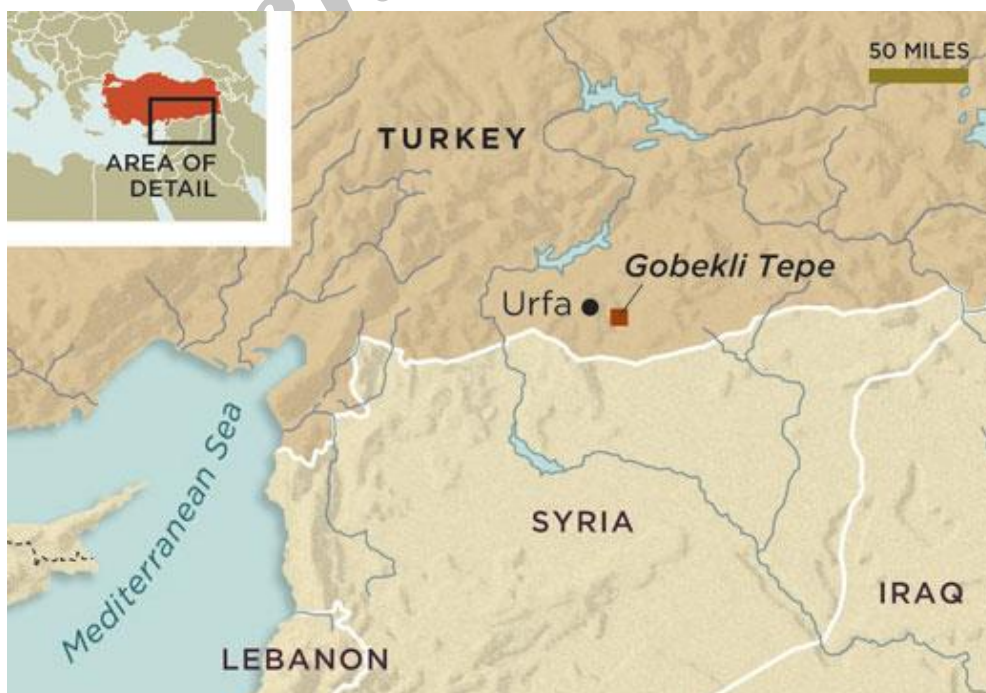 50 MILES
TURKEY
AREA OF
DETAIL
Gobekli Tepe
Urfa
Mediterranean Sea
SYRIA
IRAQ
LEBANON